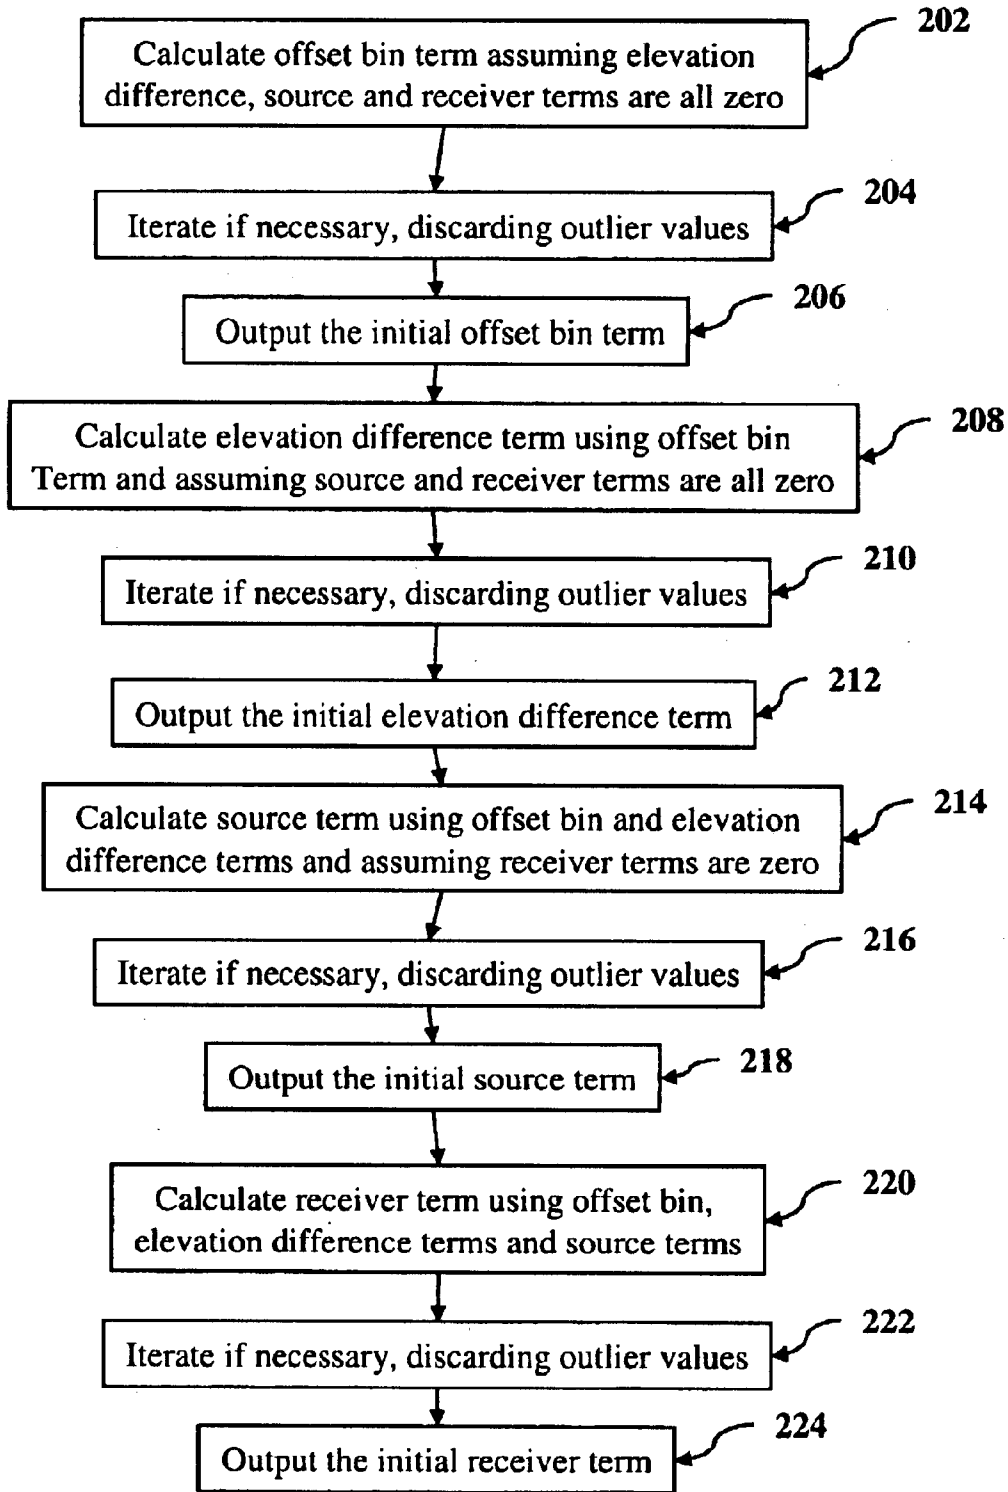 202
Calculate offset bin term assuming elevation
difference, source and receiver terms are all zero
204
Iterate if necessary, discarding outlier values
206
Output the initial offset bin term
208
Calculate elevation difference term using offset bin
Term and assuming source and receiver terms are all zero
210
Iterate if necessary, discarding outlier values
212
Output the initial elevation difference term
214
Calculate source term using offset bin and elevation
difference terms and assuming receiver terms are zero
216
Iterate if necessary, discarding outlier values
218
Output the initial source term
220
Calculate receiver term using offset bin,
elevation difference terms and source terms
222
Iterate if necessary, discarding outlier values
224
Output the initial receiver term